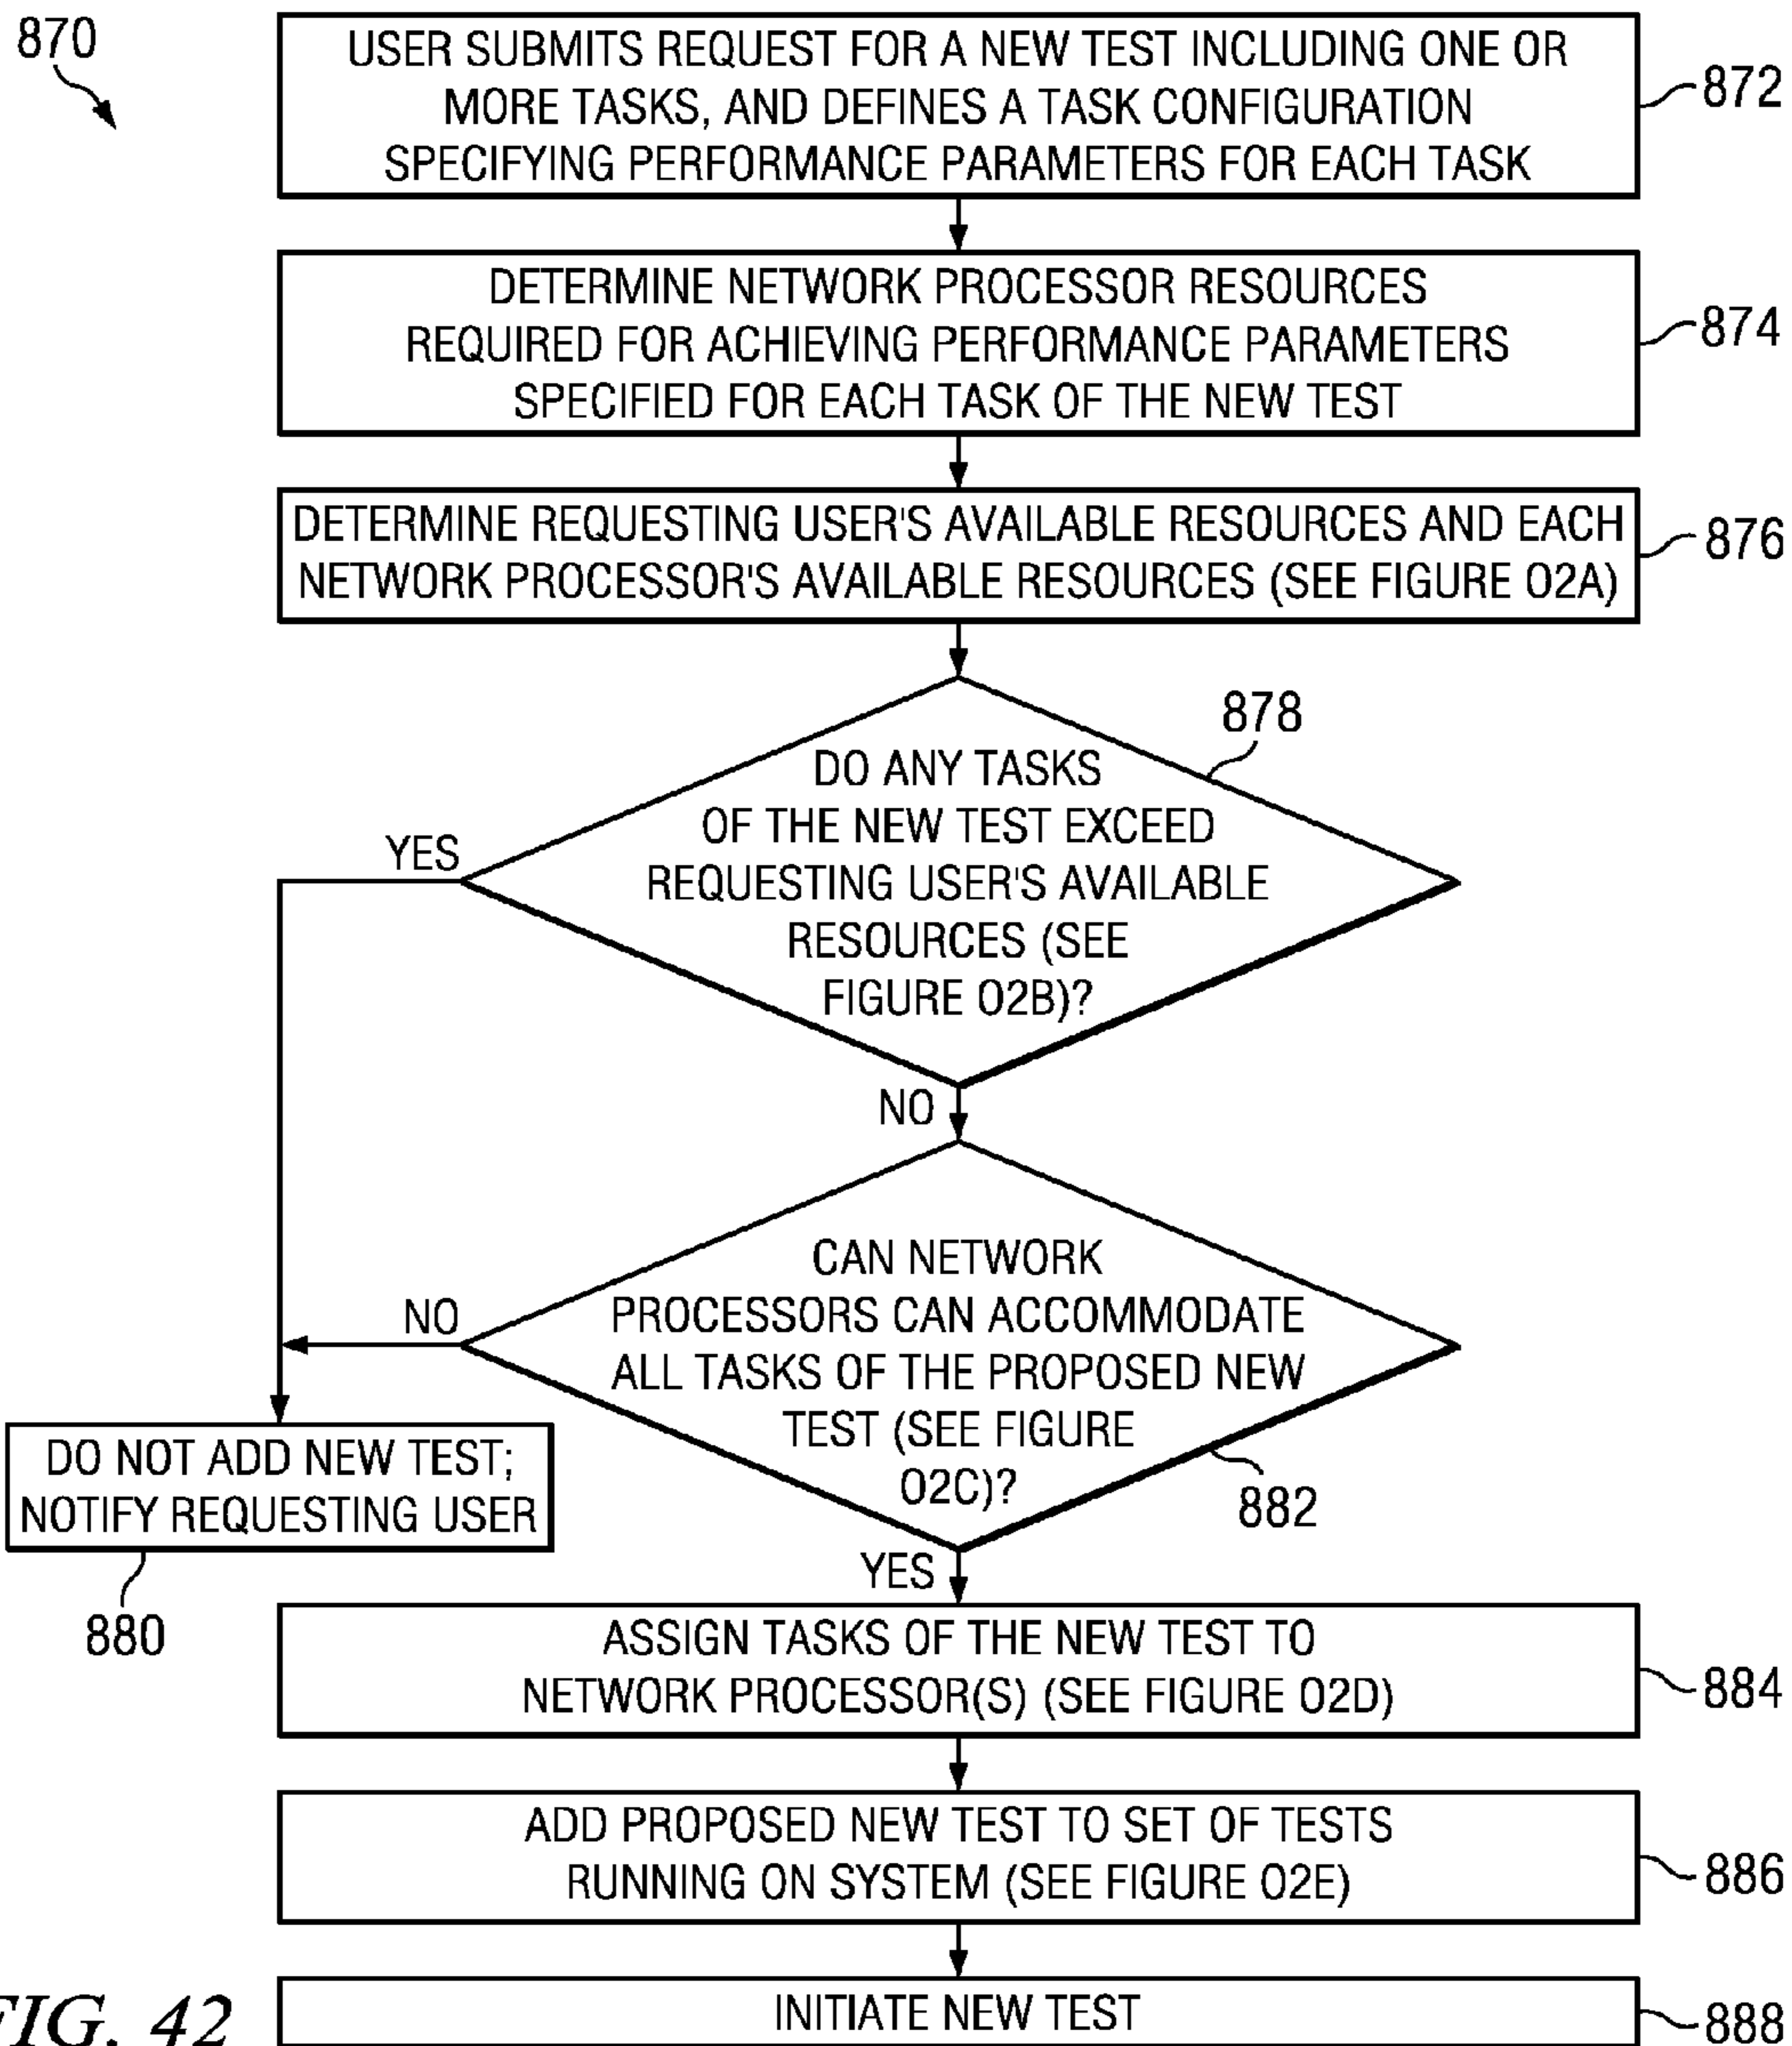 870
USER SUBMITS REQUEST FOR A NEW TEST INCLUDING ONE OR
MORE TASKS, AND DEFINES A TASK CONFIGURATION
SPECIFYING PERFORMANCE PARAMETERS FOR EACH TASK
872
DETERMINE NETWORK PROCESSOR RESOURCES
REQUIRED FOR ACHIEVING PERFORMANCE PARAMETERS
SPECIFIED FOR EACH TASK OF THE NEW TEST
874
DETERMINE REQUESTING USER'S AVAILABLE RESOURCES AND EACH
NETWORK PROCESSOR'S AVAILABLE RESOURCES (SEE FIGURE O2A)
876
878
DO ANY TASKS
OF THE NEW TEST EXCEED
REQUESTING USER'S AVAILABLE
RESOURCES (SEE
FIGURE O2B)?
YES
NO
CAN NETWORK
PROCESSORS CAN ACCOMMODATE
ALL TASKS OF THE PROPOSED NEW
TEST (SEE FIGURE
O2C)?
NO
882
DO NOT ADD NEW TEST;
NOTIFY REQUESTING USER
880
YES
ASSIGN TASKS OF THE NEW TEST TO
NETWORK PROCESSOR(S) (SEE FIGURE O2D)
884
ADD PROPOSED NEW TEST TO SET OF TESTS
RUNNING ON SYSTEM (SEE FIGURE O2E)
886
INITIATE NEW TEST
888
FIG. 42